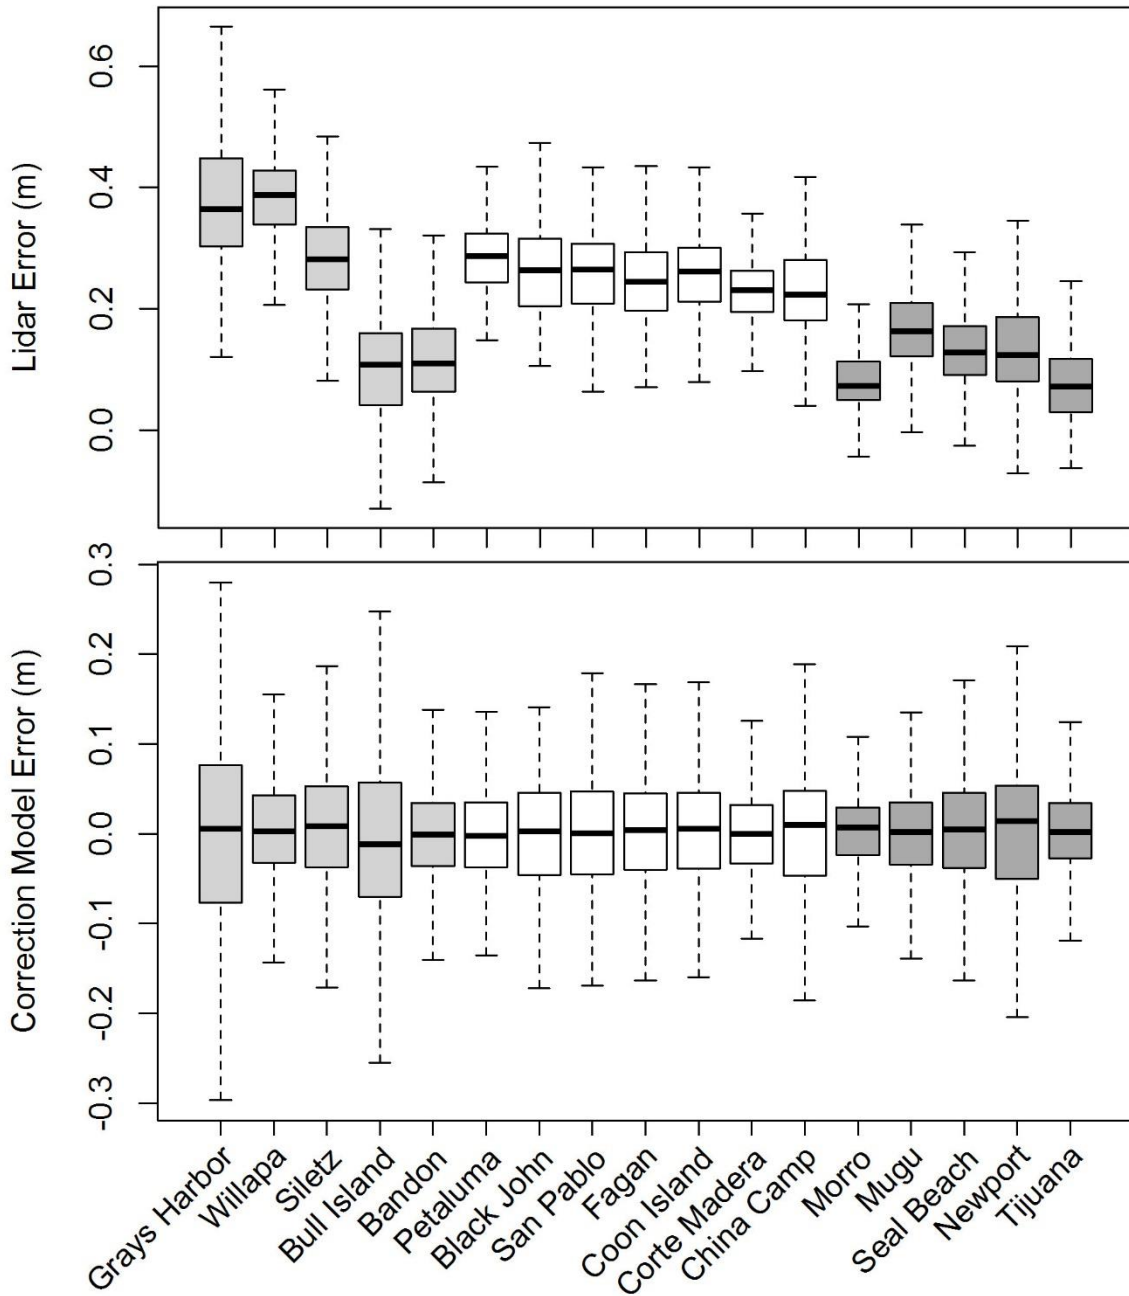 Lidar Error (m)
0.6
0.4
0.2
0.0
Correction Model Error (m)
0.3
0.2
0.1
0.0
-0.1
-0.2
-0.3
Grays Harbor
Willapa
Siletz
Bull Island
Bandon
Petaluma
Black John
San Pablo
Fagan
Coon Island
Corte Madera
China Camp
Morro
Mugu
Seal Beach
Newport
Tijuana